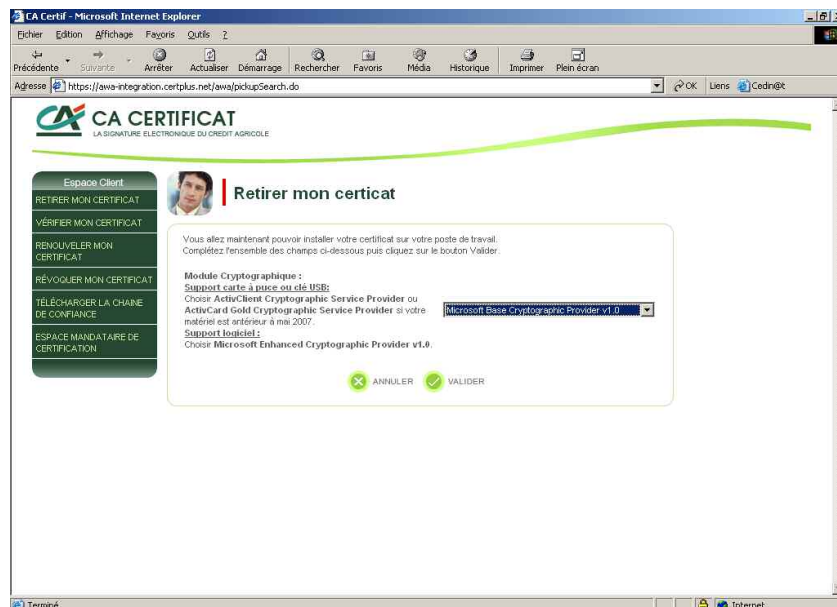 CA Certif - Microsoft Internet Explorer
Fichier Edition Affichage Favoris Outils ?
Précédente Suivante Arrêter Actualiser Démarrage Rechercher Favoris Média Historique Imprimer Plein écran
Adresse https://awa-integration.certplus.net/awa/pickupSearch.do OK Liens Cedin@t
CA CERTIFICAT
LA SIGNATURE ELECTRONIQUE DU CREDIT AGRICOLE
Espace Client
RETIRER MON CERTIFICAT
VÉRIFIER MON CERTIFICAT
RENOUVELER MON
CERTIFICAT
RÉVOQUER MON CERTIFICAT
TÉLÉCHARGER LA CHAINE
DE CONFIANCE
ESPACE MANDATAIRE DE
CERTIFICATION
Retirer mon certicat
Vous allez maintenant pouvoir installer votre certificat sur votre poste de travail.
Complétez l'ensemble des champs ci-dessous puis cliquez sur le bouton Valider.
Module Cryptographique :
Support carte à puce ou clé USB:
Choisir ActivClient Cryptographic Service Provider ou
ActivCard Gold Cryptographic Service Provider si votre
matériel est antérieur à mai 2007.
Support logiciel :
Choisir Microsoft Enhanced Cryptographic Provider v1.0.
Microsoft Base Cryptographic Provider v1.0
ANNULER VALIDER
Terminé Internet